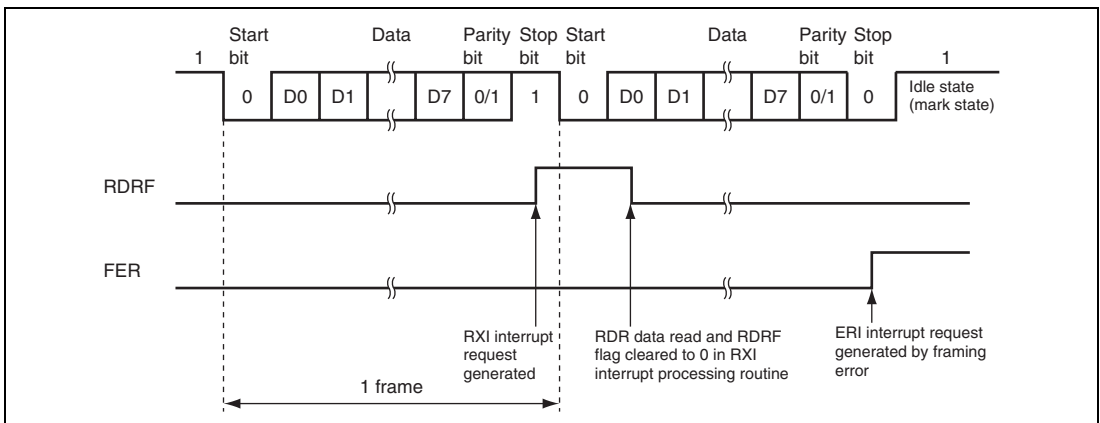 Start Data Parity Stop Start Data Parity Stop
1 bit bit bit bit bit bit 1
0 D0 D1 D7 0/1 1 0 D0 D1 D7 0/1 0 Idle state
(mark state)
RDRF
FER
RXI interrupt
request
generated
RDR data read and RDRF
flag cleared to 0 in RXI
interrupt processing routine
ERI interrupt request
generated by framing
error
1 frame